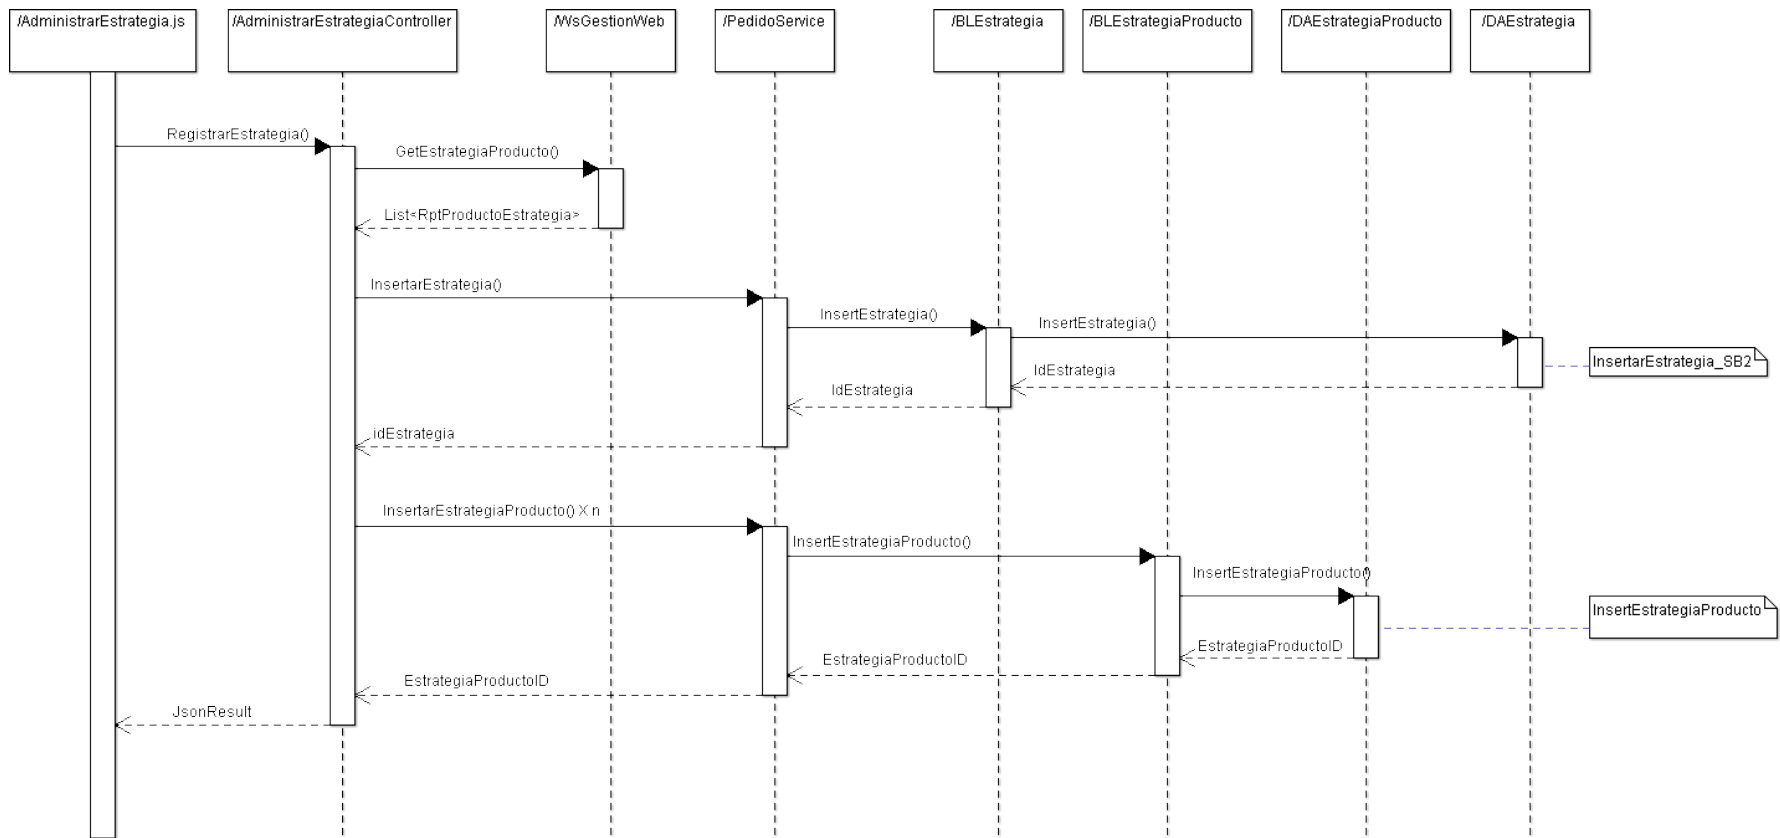 /AdministrarEstrategia.js
/AdministrarEstrategiaController
/WsGestionWeb
/PedidoService
/BLEstrategia
/BLEstrategiaProducto
/DAEstrategiaProducto
/DAEstrategia
RegistrarEstrategia()
GetEstrategiaProducto()
List<RptProductoEstrategia>
InsertarEstrategia()
InsertEstrategia()
InsertEstrategia()
InsertarEstrategia_SB2
IdEstrategia
IdEstrategia
idEstrategia
InsertarEstrategiaProducto() X n
InsertEstrategiaProducto()
InsertEstrategiaProducto()
InsertEstrategiaProducto
EstrategiaProductoID
EstrategiaProductoID
EstrategiaProductoID
JsonResult